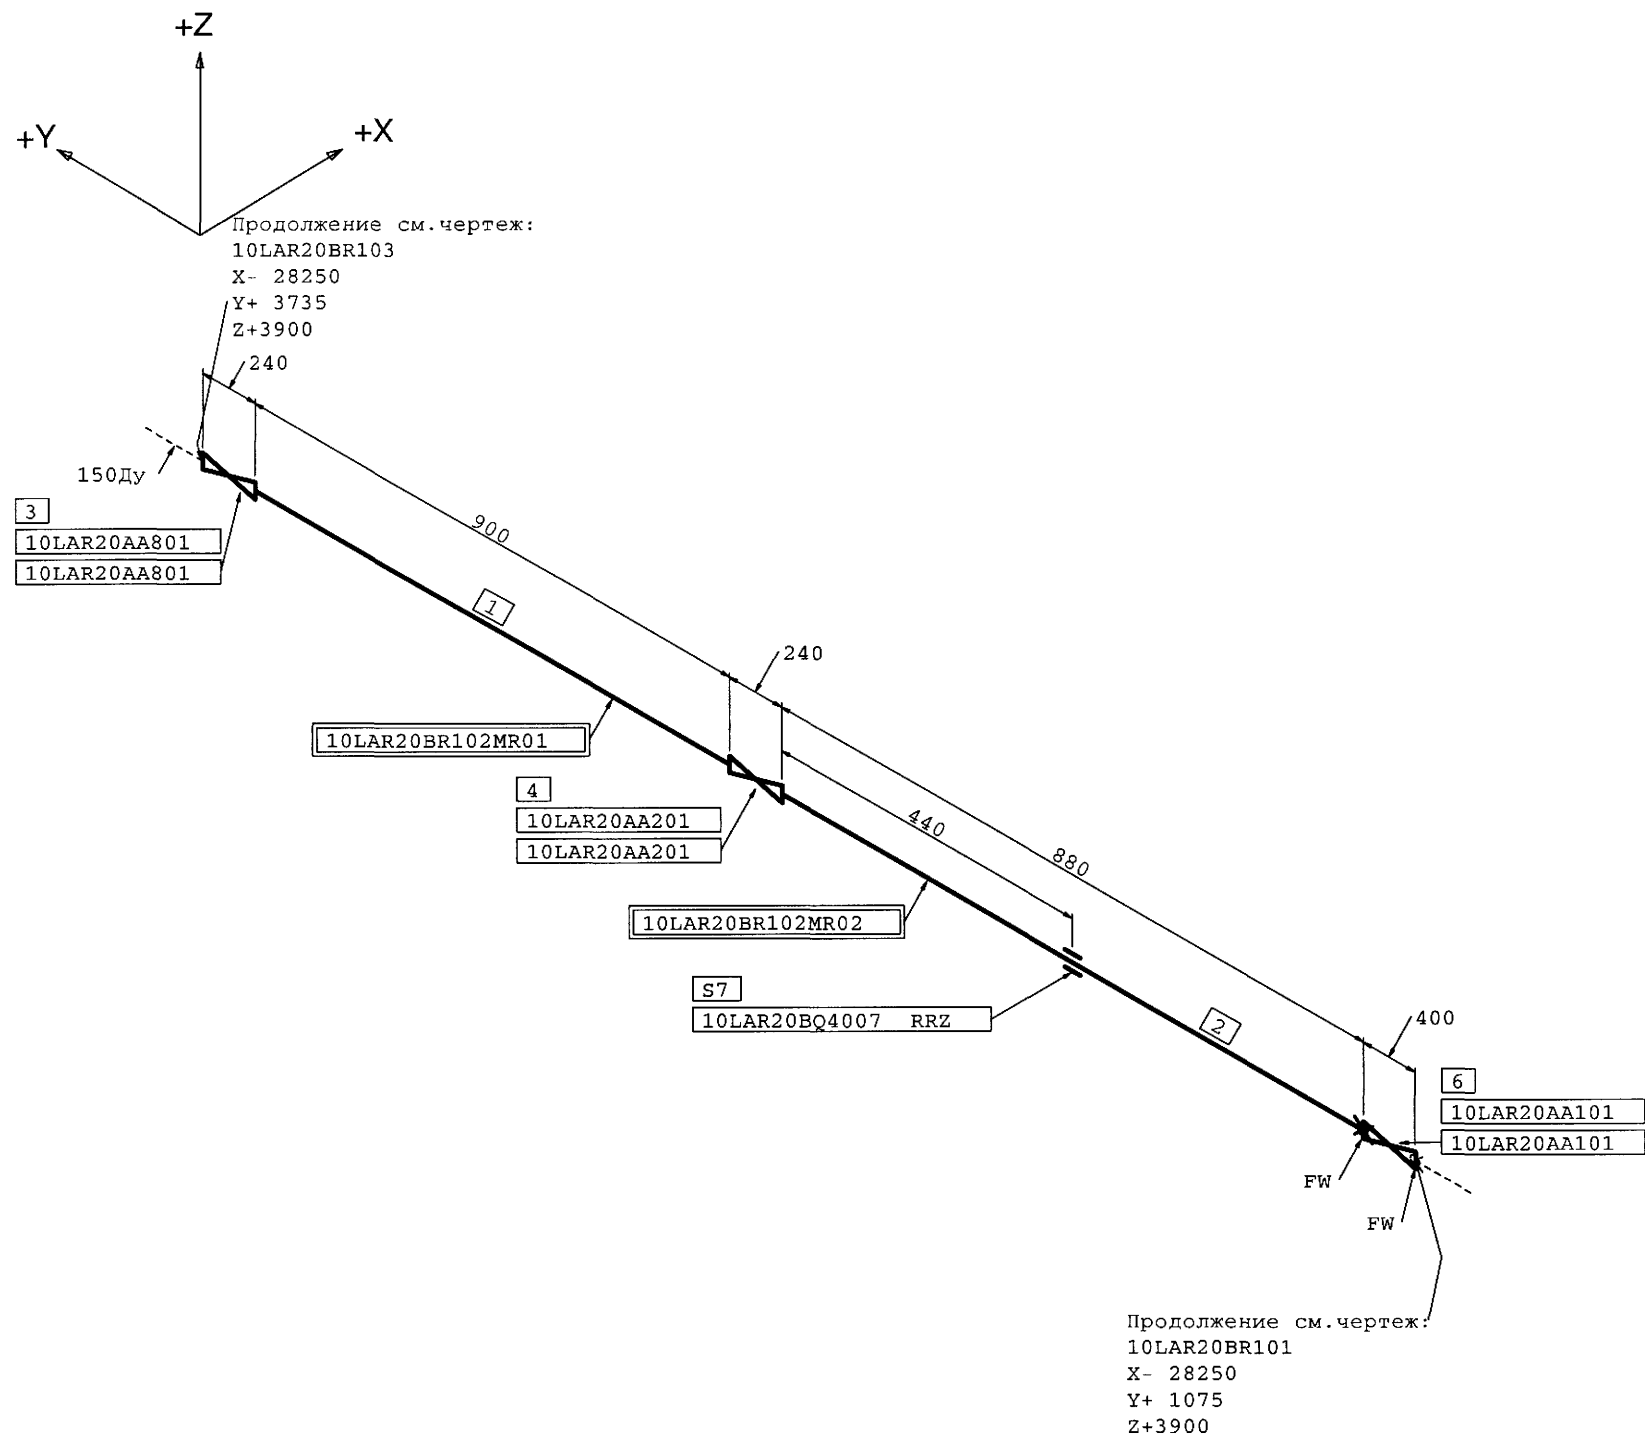 +Z
+Y
+X
Продолжение см.чертеж:
10LAR20BR103
X- 28250
Y+ 3735
Z+3900
240
150Ду
3
10LAR20AA801
10LAR20AA801
900
1
240
10LAR20BR102MR01
4
10LAR20AA201
10LAR20AA201
440
880
10LAR20BR102MR02
S7
10LAR20BQ4007 RRZ
2
400
6
10LAR20AA101
10LAR20AA101
FW
FW
Продолжение см.чертеж:
10LAR20BR101
X- 28250
Y+ 1075
Z+3900